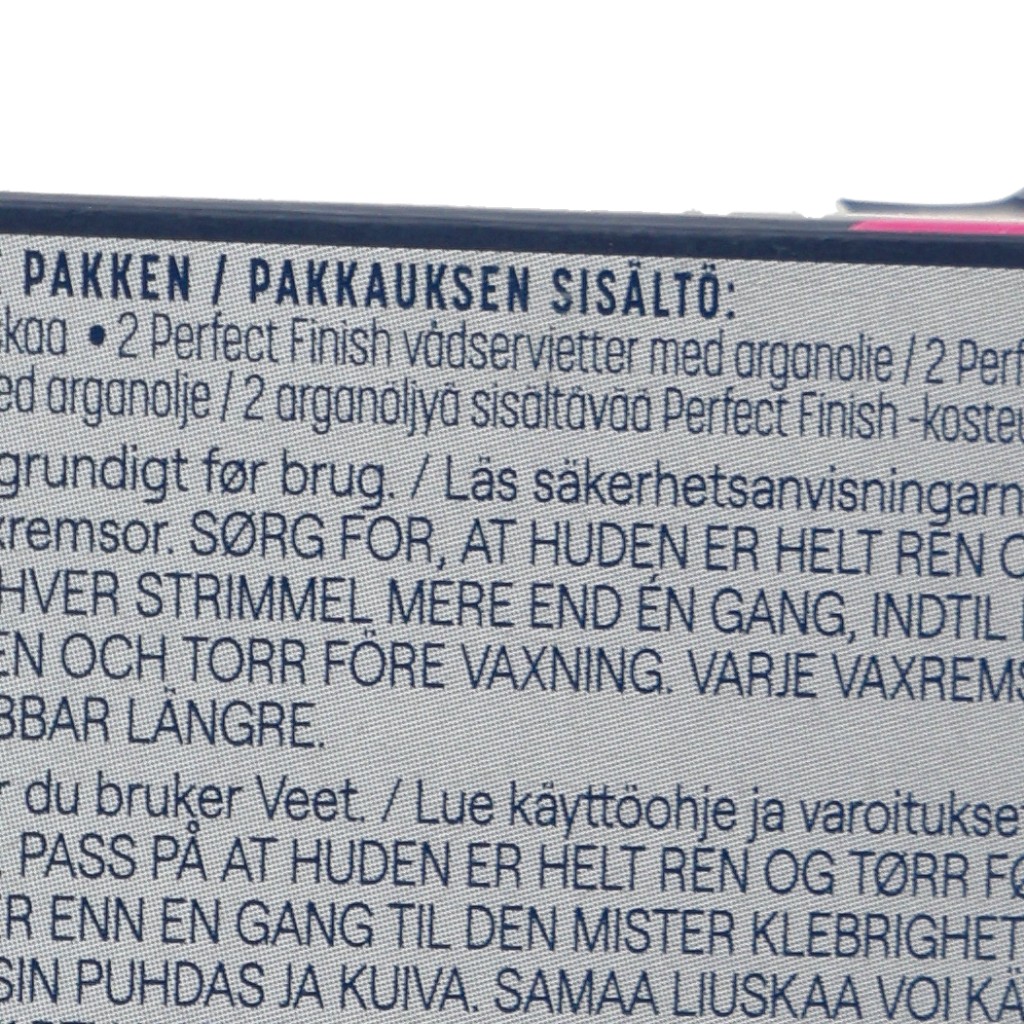 PAKKEN / PAKKAUKSEN SISÄLTÖ:
kaa • 2 Perfect Finish vådservietter med arganolie / 2 Perf
ed arganolje / 2 arganöljyä sisältävää Perfect Finish -kosteu
grundigt før brug. / Läs säkerhetsanvisningarn
xremsor. SØRG FOR, AT HUDEN ER HELT REN O
HVER STRIMMEL MERE END ÉN GANG, INDTIL
EN OCH TORR FÖRE VAXNING. VARJE VAXREMS
BBAR LÄNGRE.
r du bruker Veet. / Lue käyttöohje ja varoitukse
PASS PÅ AT HUDEN ER HELT REN OG TØRR FØ
ER ENN EN GANG TIL DEN MISTER KLEBRIGHET
SIN PUHDAS JA KUIVA. SAMAA LIUSKAA VOI KÄ